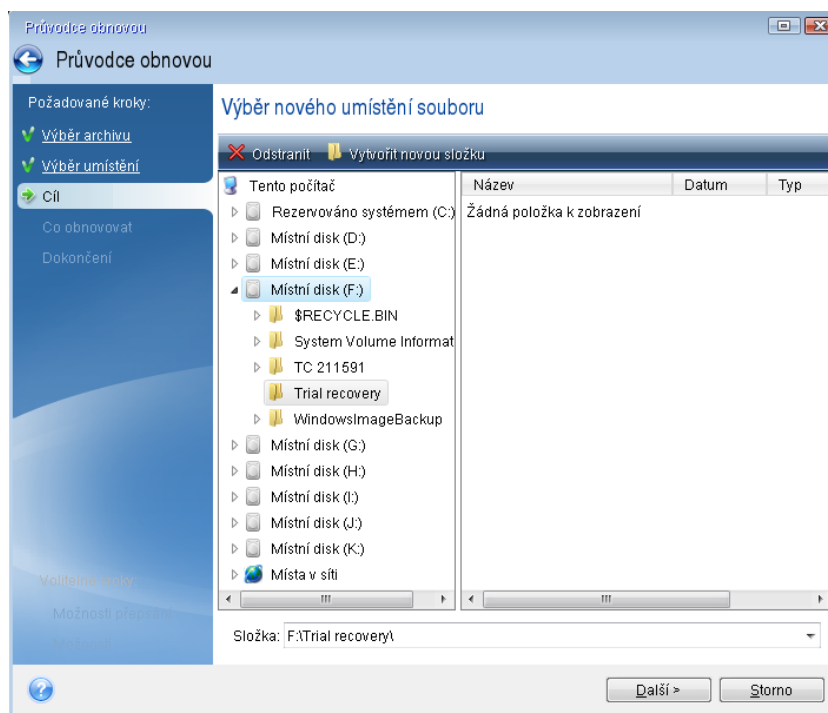 Průvodce obnovou
Průvodce obnovou
Požadované kroky:
Výběr archivu
Výběr umístění
Cíl
Co obnovovat
Dokončení
Volitelné kroky:
Možnosti
Výběr nového umístění souboru
Odstranit Vytvořit novou složku
Tento počítač
Rezervováno systémem (C:)
Místní disk (D:)
Místní disk (E:)
Místní disk (F:)
$RECYCLE.BIN
System Volume Informat
TC 211591
Trial recovery
WindowsImageBackup
Místní disk (G:)
Místní disk (H:)
Místní disk (I:)
Místní disk (J:)
Místní disk (K:)
Místa v síti
Název Datum Typ
Žádná položka k zobrazení
Složka: F:\Trial recovery\
Další >
Storno